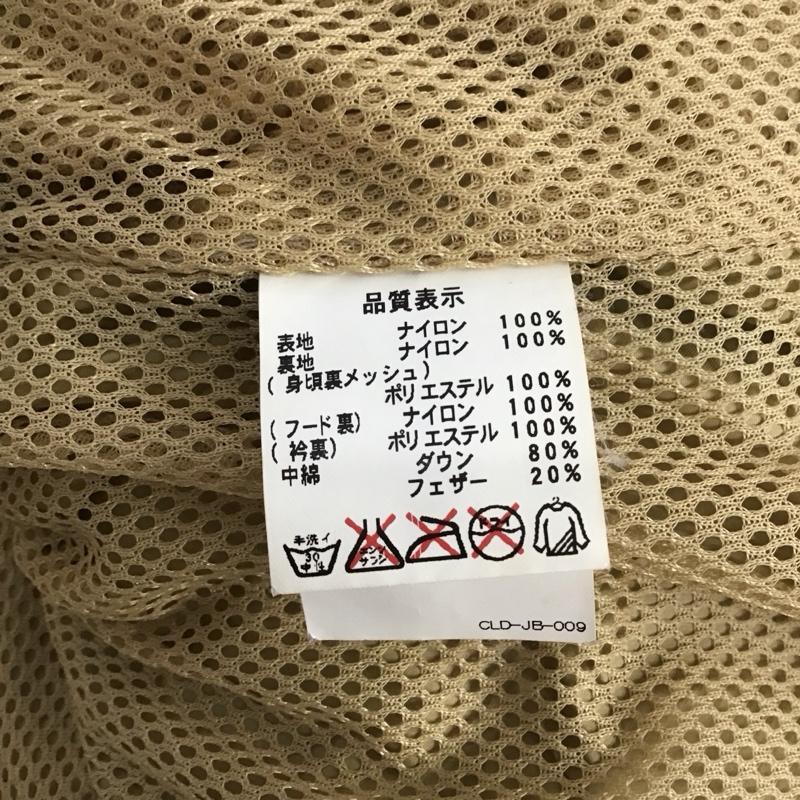 品質表示
表地 ナイロン 100%
裏地 ナイロン 100%
(身頃裏メッシュ)
ポリエステル 100%
(フード裏) ナイロン 100%
(衿裏) ポリエステル 100%
中綿 ダウン 80%
フェザー 20%
手洗イ
30
中性
エンソ
サラシ
ドライ
CLD-JB-009